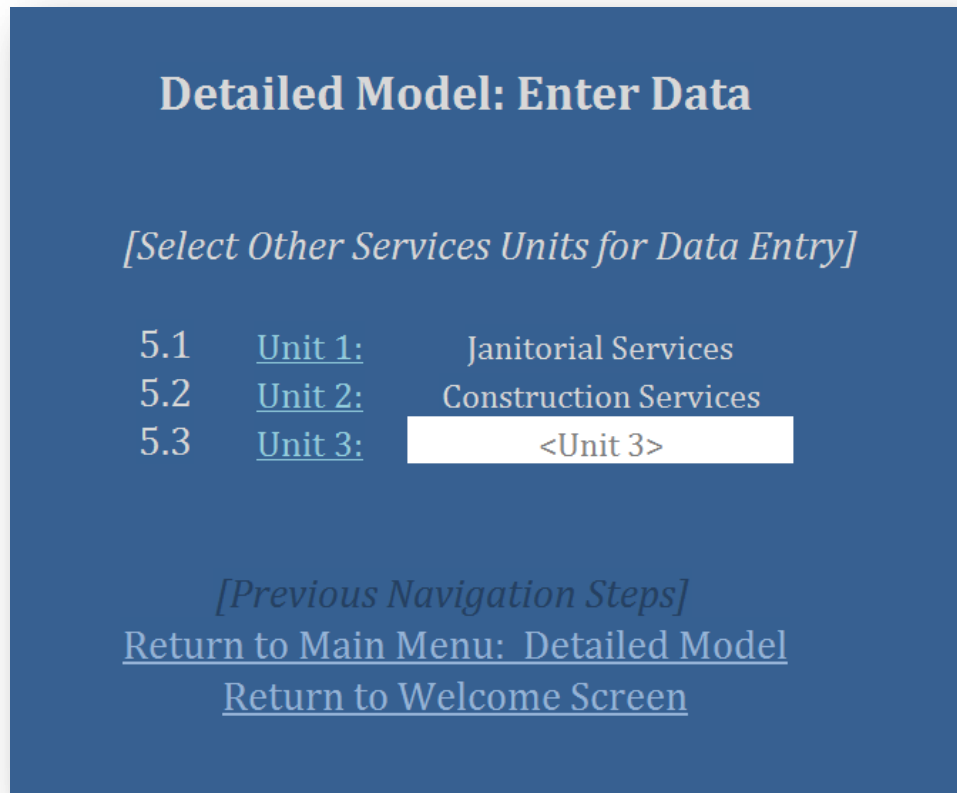 Detailed Model: Enter Data
[Select Other Services Units for Data Entry]
5.1 Unit 1: Janitorial Services
5.2 Unit 2: Construction Services
5.3 Unit 3: <Unit 3>
[Previous Navigation Steps]
Return to Main Menu:  Detailed Model
Return to Welcome Screen